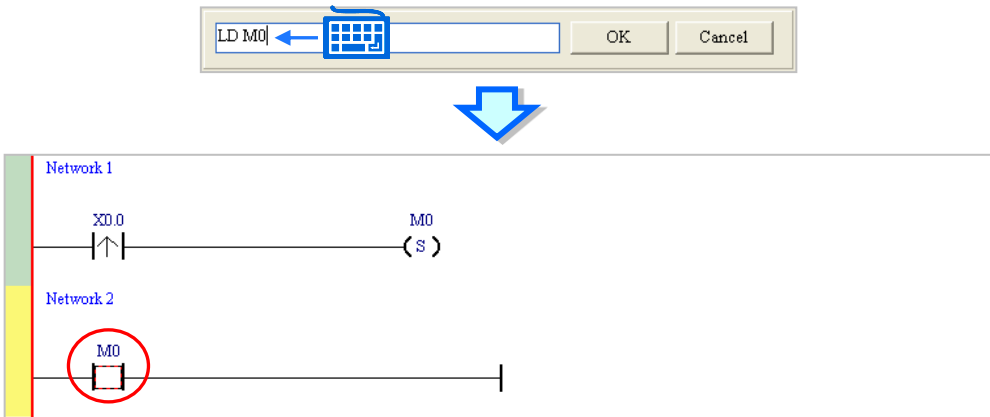 LD M0
OK
Cancel
Network 1
X0.0
M0
S
Network 2
M0